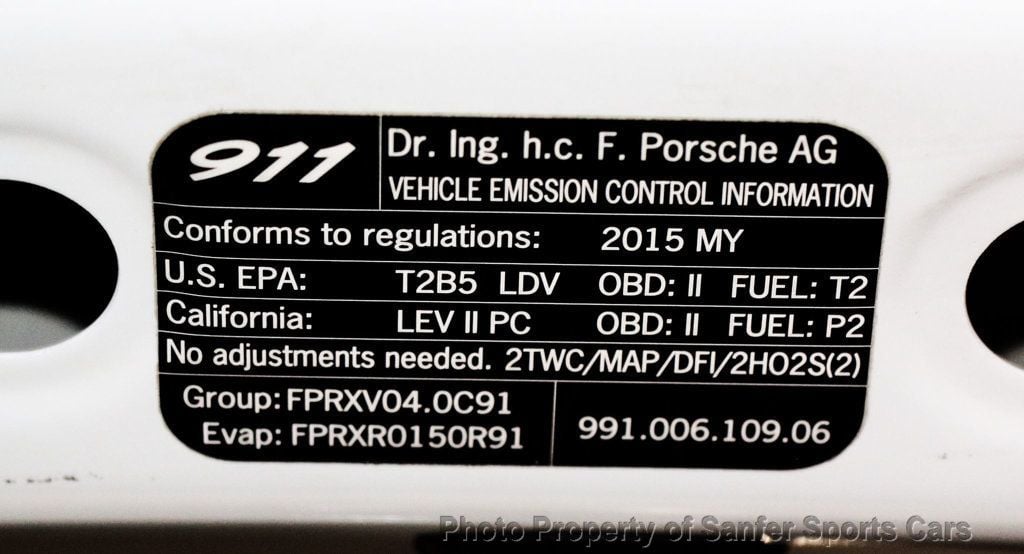 911
Dr. Ing. h.c. F. Porsche AG
VEHICLE EMISSION CONTROL INFORMATION
Conforms to regulations: 2015 MY
U.S. EPA: T2B5 LDV OBD: II FUEL: T2
California: LEV II PC OBD: II FUEL: P2
No adjustments needed. 2TWC/MAP/DFI/2HO2S(2)
Group: FPRXV04.0C91
Evap: FPRXR0150R91
991.006.109.06
Photo Property of Sanfer Sports Cars